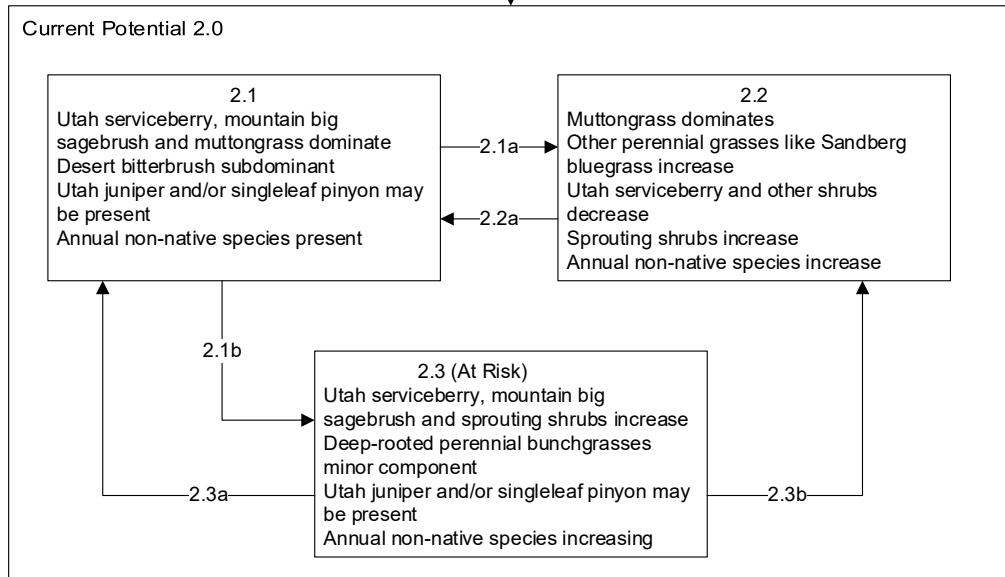 Current Potential 2.0
2.1
Utah serviceberry, mountain big
sagebrush and muttongrass dominate
Desert bitterbrush subdominant
Utah juniper and/or singleleaf pinyon may
be present
Annual non-native species present
2.1a
2.2a
2.2
Muttongrass dominates
Other perennial grasses like Sandberg
bluegrass increase
Utah serviceberry and other shrubs
decrease
Sprouting shrubs increase
Annual non-native species increase
2.1b
2.3 (At Risk)
Utah serviceberry, mountain big
sagebrush and sprouting shrubs increase
Deep-rooted perennial bunchgrasses
minor component
Utah juniper and/or singleleaf pinyon may
be present
Annual non-native species increasing
2.3a
2.3b